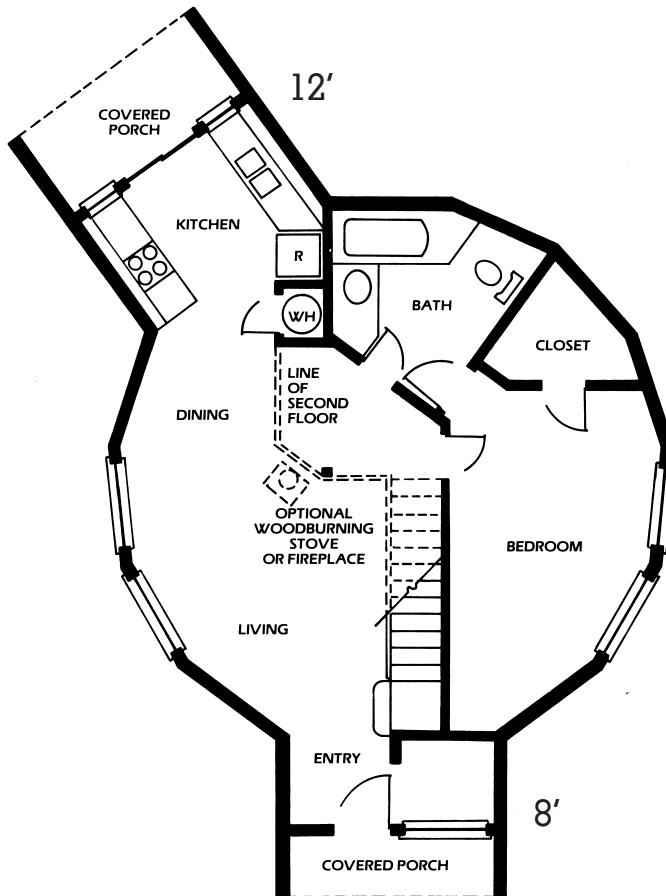 12'
COVERED
PORCH
KITCHEN
R
WH
BATH
CLOSET
LINE
OF
SECOND
FLOOR
DINING
OPTIONAL
WOODBURNING
STOVE
OR FIREPLACE
BEDROOM
LIVING
ENTRY
8'
COVERED PORCH